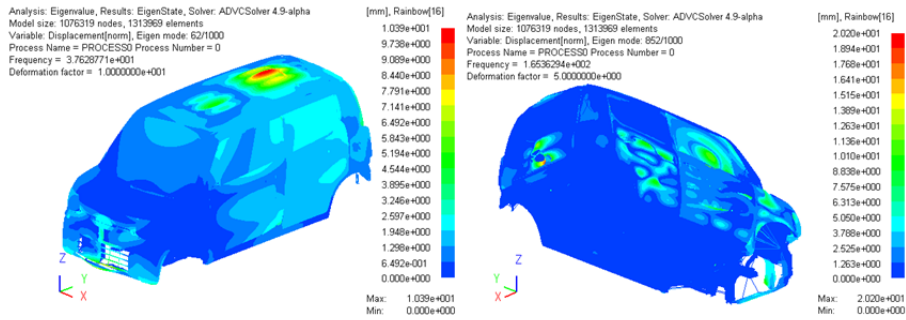 Analysis: Eigenvalue, Results: EigenState, Solver: ADVCSolver 4.9-alpha
Model size: 1076319 nodes, 1313969 elements
Variable: Displacement[norm], Eigen mode: 62/1000
Process Name = PROCESS0 Process Number = 0
Frequency = 3.7628771e+01
Deformation factor = 1.0000000e+001
[mm], Rainbow[16]
1.039e+001
9.738e+000
9.089e+000
8.440e+000
7.791e+000
7.141e+000
6.492e+000
5.843e+000
5.194e+000
4.544e+000
3.895e+000
3.246e+000
2.597e+000
1.948e+000
1.298e+000
6.492e-001
0.000e+000
Max: 1.039e+001
Min: 0.000e+000
Z
Y
X
Analysis: Eigenvalue, Results: EigenState, Solver: ADVCSolver 4.9-alpha
Model size: 1076319 nodes, 1313969 elements
Variable: Displacement[norm], Eigen mode: 852/1000
Process Name = PROCESS0 Process Number = 0
Frequency = 1.6536294e+002
Deformation factor = 5.0000000e+000
[mm], Rainbow[16]
2.020e+001
1.894e+001
1.768e+001
1.641e+001
1.515e+001
1.389e+001
1.263e+001
1.136e+001
1.010e+001
8.838e+000
7.575e+000
6.313e+000
5.050e+000
3.788e+000
2.525e+000
1.263e+000
0.000e+000
Max: 2.020e+001
Min: 0.000e+000
Z
Y
X